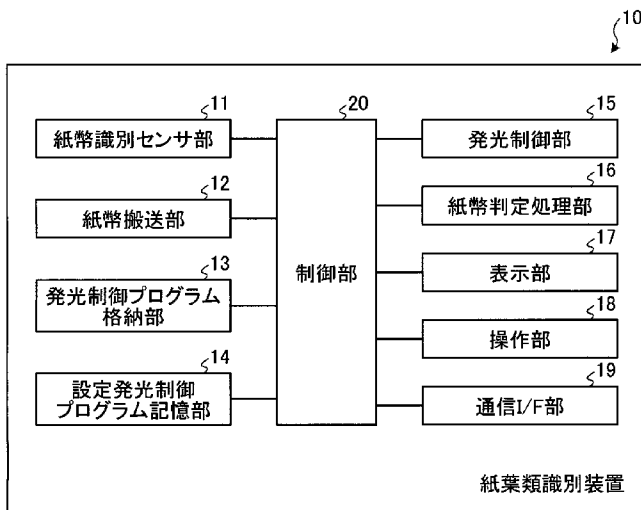 10
11
紙幣識別センサ部
12
紙幣搬送部
13
発光制御プログラム
格納部
14
設定発光制御
プログラム記憶部
20
制御部
15
発光制御部
16
紙幣判定処理部
17
表示部
18
操作部
19
通信I/F部
紙葉類識別装置